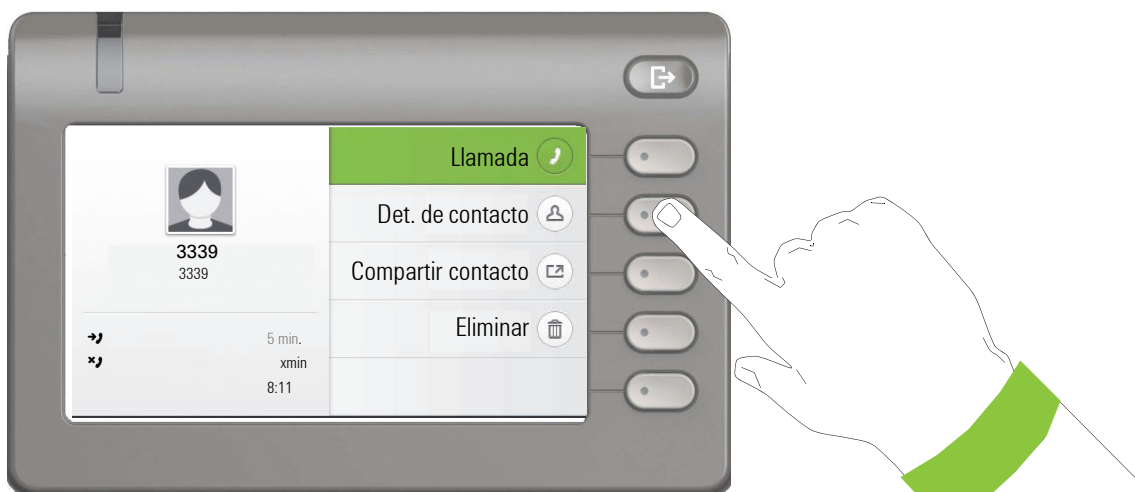 Llamada
Det. de contacto
Compartir contacto
Eliminar
3339
3339
5 min.
xmin
8:11